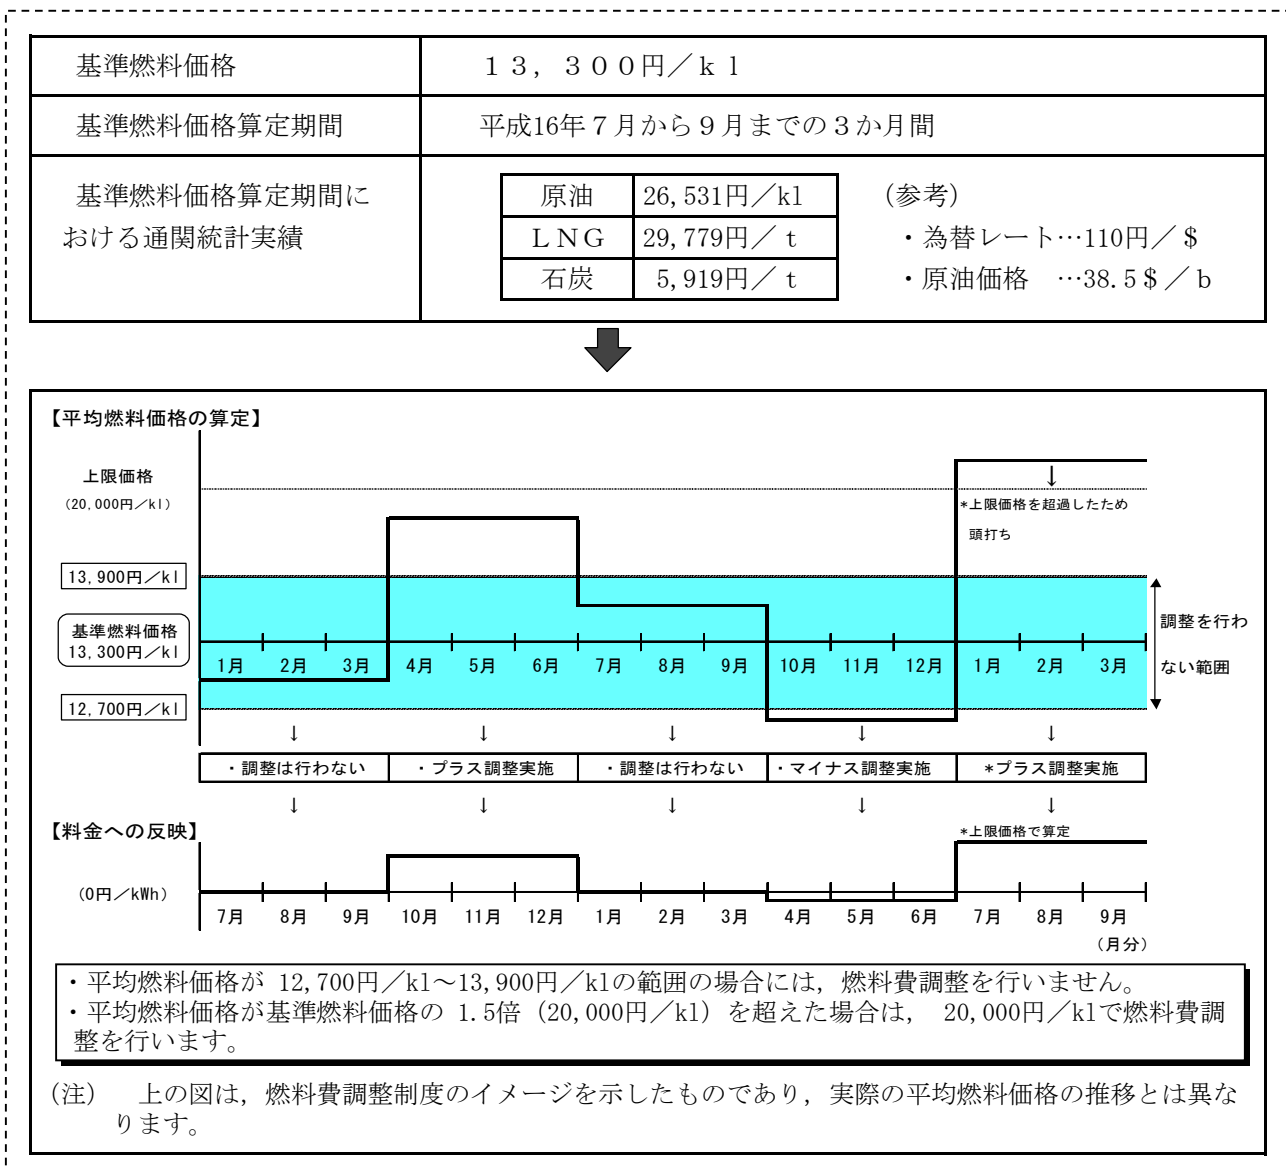 基準燃料価格
１３，３００円／ｋｌ
基準燃料価格算定期間
平成16年７月から９月までの３か月間
基準燃料価格算定期間に
おける通関統計実績
原油 26,531円／kl
ＬＮＧ 29,779円／ｔ
石炭 5,919円／ｔ
（参考）
・為替レート…110円／＄
・原油価格　…38.5＄／ｂ
【平均燃料価格の算定】
上限価格
(20,000円／kl)
↓
*上限価格を超過したため
頭打ち
13,900円／kl
基準燃料価格
13,300円／kl
1月 2月 3月 4月 5月 6月 7月 8月 9月 10月 11月 12月 1月 2月 3月
調整を行わ
ない範囲
12,700円／kl
↓ ↓ ↓ ↓ ↓
・調整は行わない ・プラス調整実施 ・調整は行わない ・マイナス調整実施 *プラス調整実施
↓ ↓ ↓ ↓ ↓
【料金への反映】
*上限価格で算定
(0円／kWh)
7月 8月 9月 10月 11月 12月 1月 2月 3月 4月 5月 6月 7月 8月 9月
(月分)
・平均燃料価格が 12,700円／kl～13,900円／klの範囲の場合には，燃料費調整を行いません。
・平均燃料価格が基準燃料価格の 1.5倍（20,000円／kl）を超えた場合は， 20,000円／klで燃料費調
整を行います。
（注）　上の図は，燃料費調整制度のイメージを示したものであり，実際の平均燃料価格の推移とは異な
ります。